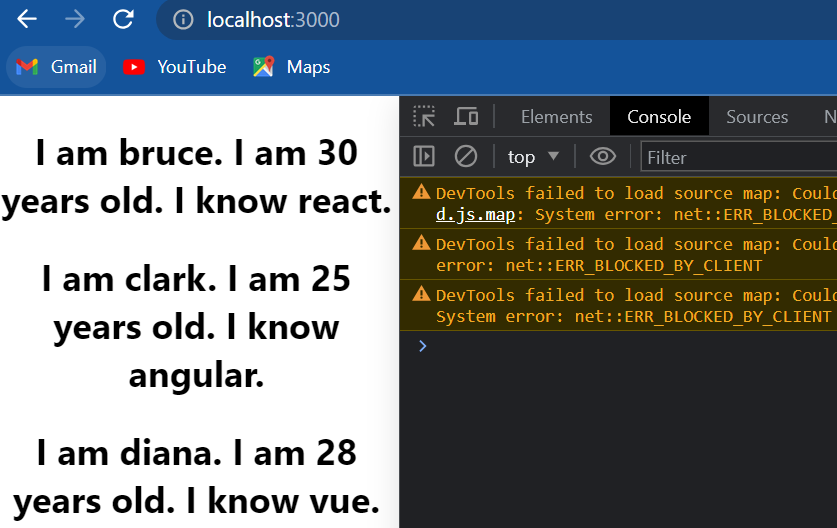 localhost:3000
Gmail YouTube Maps
I am bruce. I am 30
years old. I know react.
I am clark. I am 25
years old. I know
angular.
I am diana. I am 28
years old. I know vue.
Elements Console Sources N
top Filter
DevTools failed to load source map: Coul
d.js.map: System error: net::ERR_BLOCKED_
DevTools failed to load source map: Coul
error: net::ERR_BLOCKED_BY_CLIENT
DevTools failed to load source map: Coul
System error: net::ERR_BLOCKED_BY_CLIENT